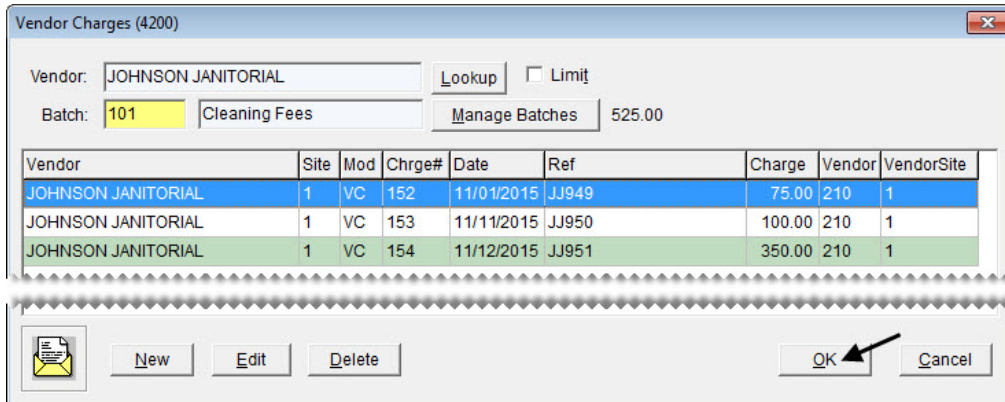 Vendor Charges (4200)
Vendor: JOHNSON JANITORIAL Lookup Limit
Batch: 101 Cleaning Fees Manage Batches 525.00
Vendor Site Mod Chrge# Date Ref Charge Vendor VendorSite
JOHNSON JANITORIAL 1 VC 152 11/01/2015 JJ949 75.00 210 1
JOHNSON JANITORIAL 1 VC 153 11/11/2015 JJ950 100.00 210 1
JOHNSON JANITORIAL 1 VC 154 11/12/2015 JJ951 350.00 210 1
New Edit Delete OK Cancel